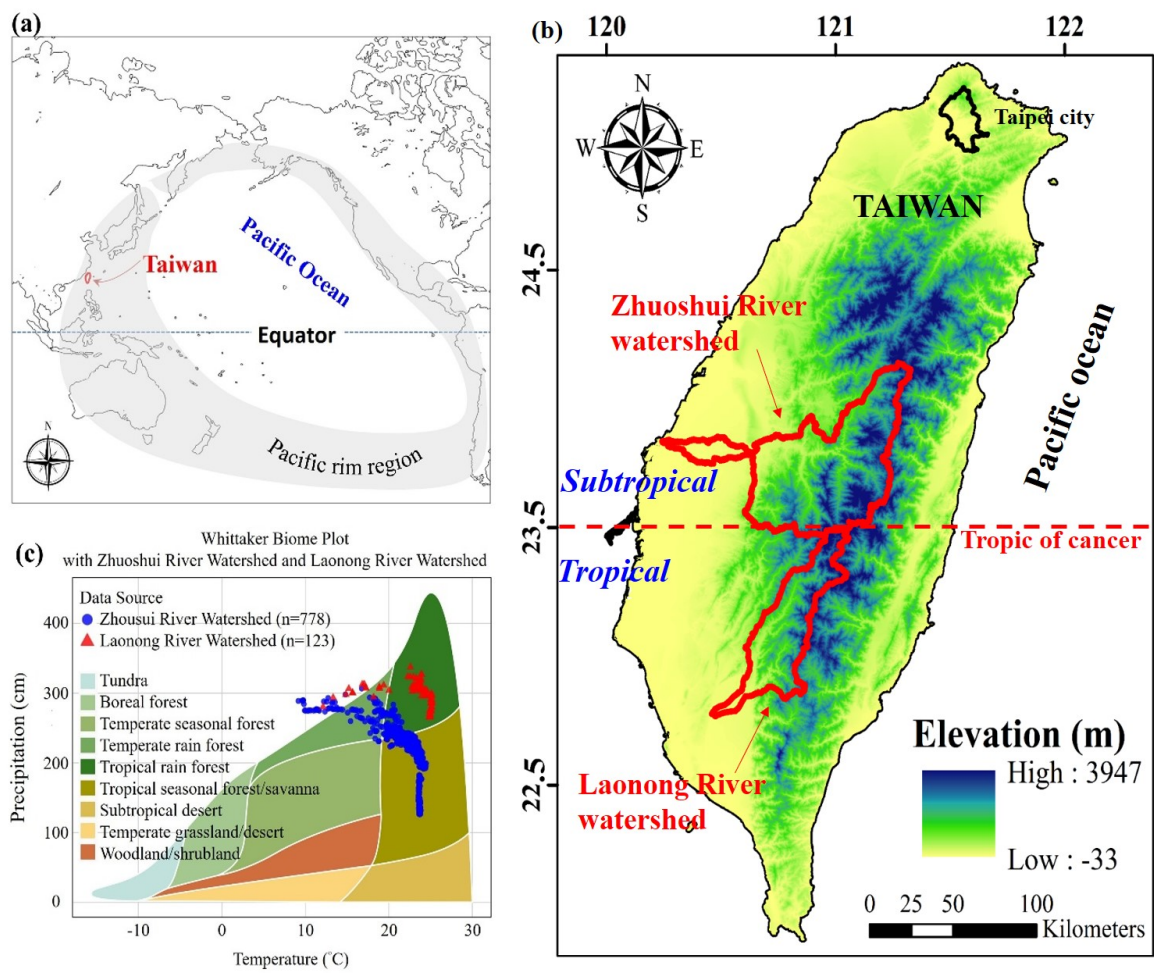 (a)
Pacific Ocean
Taiwan
Equator
Pacific rim region
N
(b)
120
121
122
N
W
E
S
Taipei city
TAIWAN
24.5
Zhuoshui River
watershed
Pacific ocean
Subtropical
23.5
Tropic of cancer
Tropical
22.5
Laonong River
watershed
Elevation (m)
High : 3947
Low : -33
0 25 50 100
Kilometers
(c)
Whittaker Biome Plot
with Zhuoshui River Watershed and Laonong River Watershed
Data Source
Zhousui River Watershed (n=778)
Laonong River Watershed (n=123)
Tundra
Boreal forest
Temperate seasonal forest
Temperate rain forest
Tropical rain forest
Tropical seasonal forest/savanna
Subtropical desert
Temperate grassland/desert
Woodland/shrubland
Precipitation (cm)
400
300
200
100
0
-10 0 10 20 30
Temperature (°C)